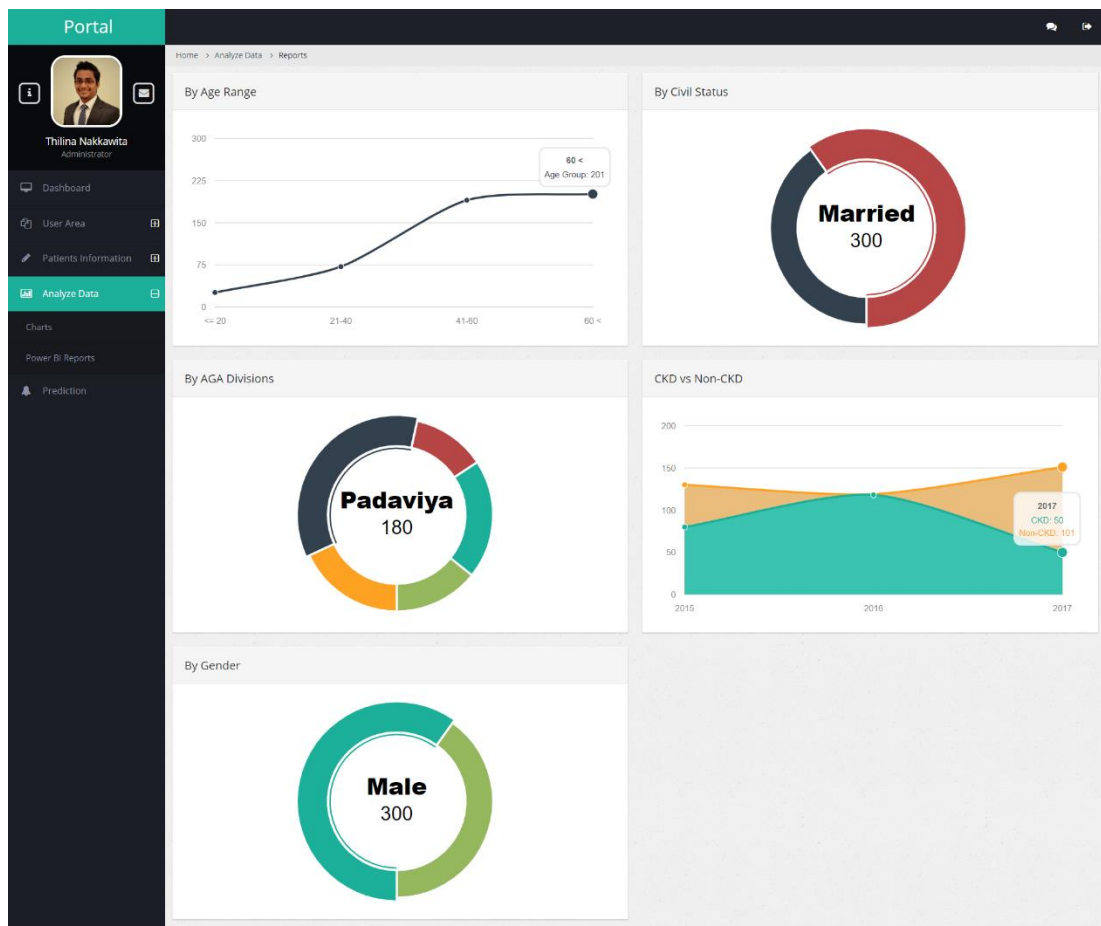 Portal
Thilina Nakkawita
Administrator
Dashboard
User Area
Patients Information
Analyze Data
Charts
Power BI Reports
Prediction
Home > Analyze Data > Reports
By Age Range
300
225
150
75
0
<= 20 21-40 41-60 60 <
60 <
Age Group: 201
By Civil Status
Married
300
By AGA Divisions
Padaviya
180
CKD vs Non-CKD
200
150
100
50
0
2015 2016 2017
2017
CKD: 50
Non-CKD: 101
By Gender
Male
300